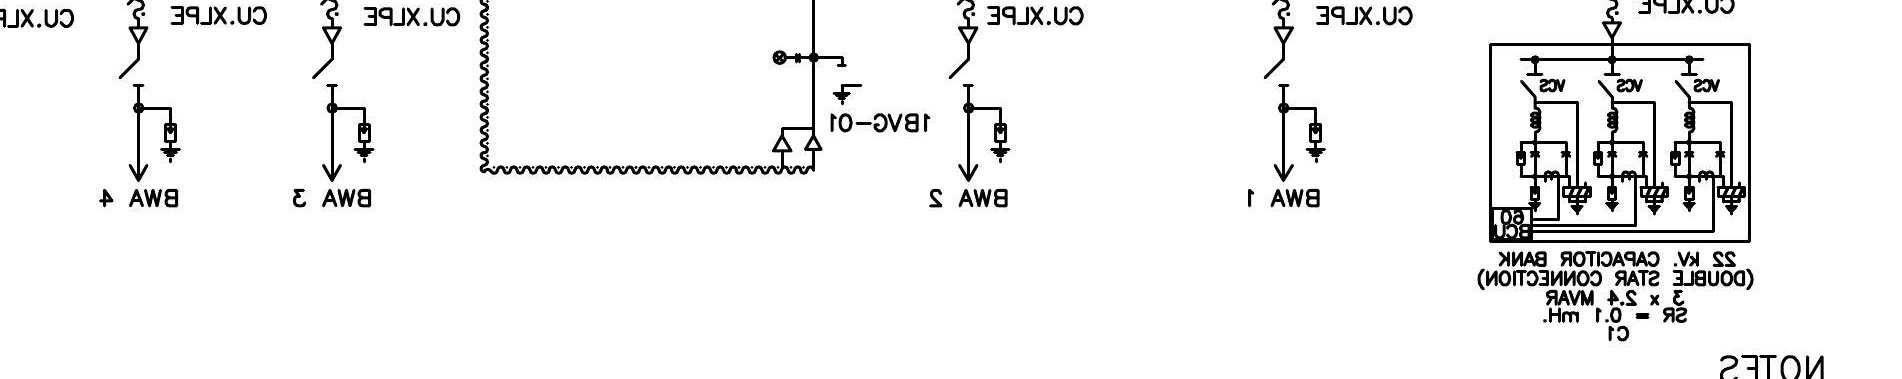 CU.XLPE
CU.XLPE
CU.XLPE
CU.XLPE
CU.XLPE
VCS
VCS
VCS
60
BCU
22 kV. CAPACITOR BANK
(DOUBLE STAR CONNECTION)
3 x 2.4 MVAR
SR = 0.1 mH.
C1
BWA 1
BWA 2
1BVG-01
BWA 3
BWA 4
CU.XLPE
NOTES